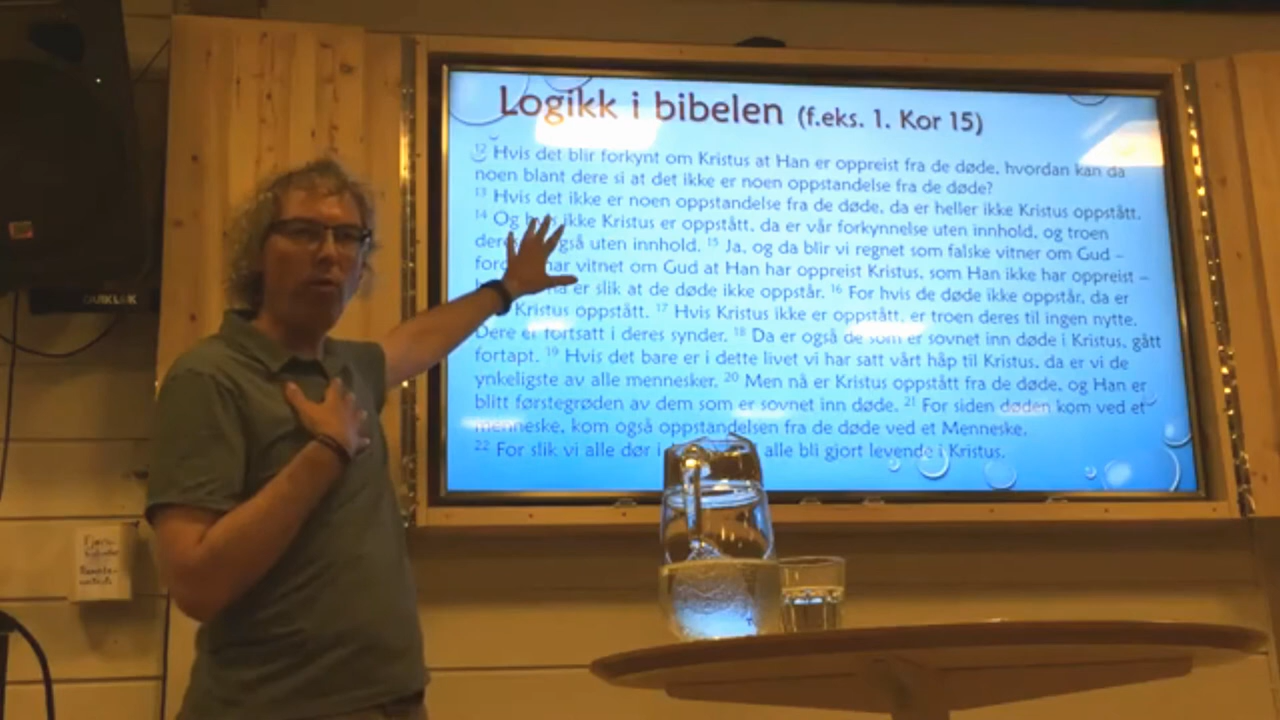 Logikk i bibelen (f.eks. 1. Kor 15)
12 Hvis det blir forkynt om Kristus at Han er oppreist fra de døde, hvordan kan da
noen blant dere si at det ikke er noen oppstandelse fra de døde?
13 Hvis det ikke er noen oppstandelse fra de døde, da er heller ikke Kristus oppstått.
14 Og hvis ikke Kristus er oppstått, da er vår forkynnelse uten innhold, og troen
uten innhold. 15 Ja, og da blir vi regnet som falske vitner om Gud –
har vitnet om Gud at Han har oppreist Kristus, som Han ikke har oppreist –
er slik at de døde ikke oppstår. 16 For hvis de døde ikke oppstår, da er
Kristus oppstått. 17 Hvis Kristus ikke er oppstått, er troen deres til ingen nytte.
Dere er fortsatt i deres synder. 18 Da er også de som er sovnet inn døde i Kristus, gått
fortapt. 19 Hvis det bare er i dette livet vi har satt vårt håp til Kristus, da er vi de
ynkeligste av alle mennesker. 20 Men nå er Kristus oppstått fra de døde, og Han er
blitt førstegrøden av dem som er sovnet inn døde. 21 For siden døden kom ved et
menneske, kom også oppstandelsen fra de døde ved et Menneske.
22 For slik vi alle dør i alle bli gjort levende i Kristus.